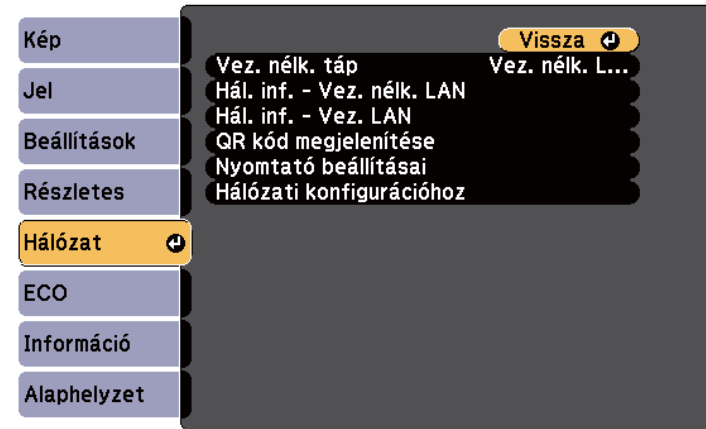 Kép
Jel
Beállítások
Részletes
Hálózat
ECO
Információ
Alaphelyzet
Vissza
Vez. nélk. táp Vez. nélk. L...
Hál. inf. - Vez. nélk. LAN
Hál. inf. - Vez. LAN
QR kód megjelenítése
Nyomtató beállításai
Hálózati konfigurációhoz